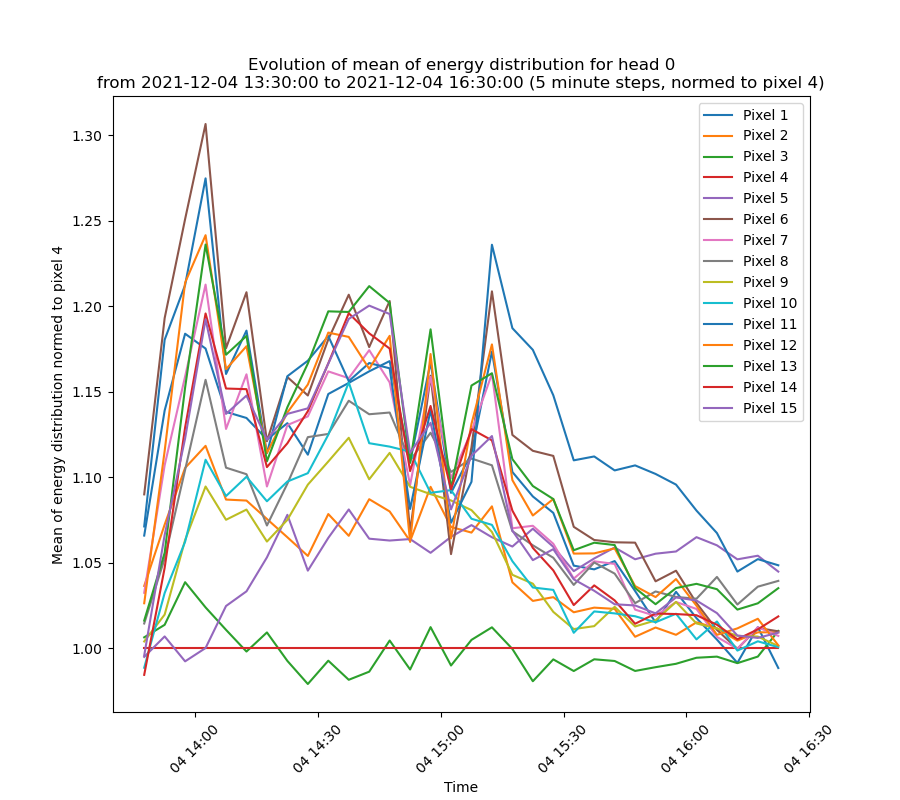 Evolution of mean of energy distribution for head 0
from 2021-12-04 13:30:00 to 2021-12-04 16:30:00 (5 minute steps, normed to pixel 4)
Mean of energy distribution normed to pixel 4
1.30
1.25
1.20
1.15
1.10
1.05
1.00
Pixel 1
Pixel 2
Pixel 3
Pixel 4
Pixel 5
Pixel 6
Pixel 7
Pixel 8
Pixel 9
Pixel 10
Pixel 11
Pixel 12
Pixel 13
Pixel 14
Pixel 15
04 14:00
04 14:30
04 15:00
04 15:30
04 16:00
04 16:30
Time